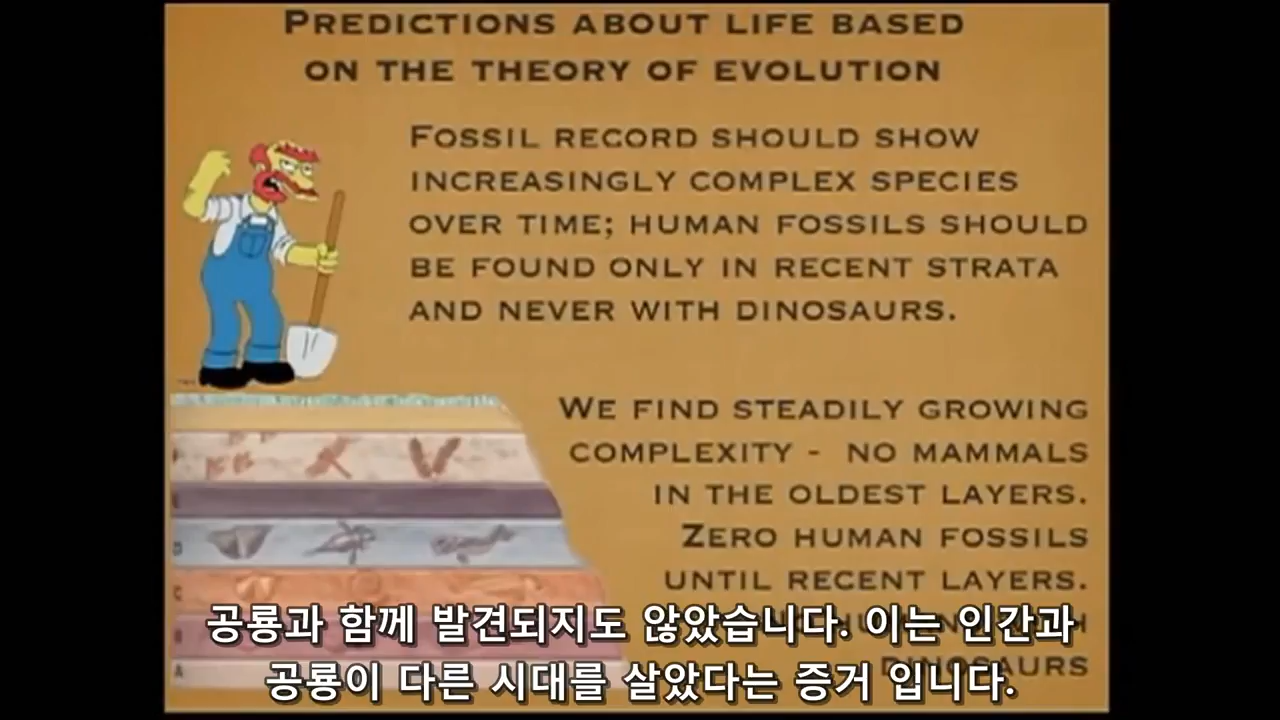 PREDICTIONS ABOUT LIFE BASED
ON THE THEORY OF EVOLUTION
FOSSIL RECORD SHOULD SHOW
INCREASINGLY COMPLEX SPECIES
OVER TIME; HUMAN FOSSILS SHOULD
BE FOUND ONLY IN RECENT STRATA
AND NEVER WITH DINOSAURS.
WE FIND STEADILY GROWING
COMPLEXITY - NO MAMMALS
IN THE OLDEST LAYERS.
ZERO HUMAN FOSSILS
UNTIL RECENT LAYERS.
DINOSAURS
D
C
A
공룡과 함께 발견되지도 않았습니다. 이는 인간과
공룡이 다른 시대를 살았다는 증거 입니다.